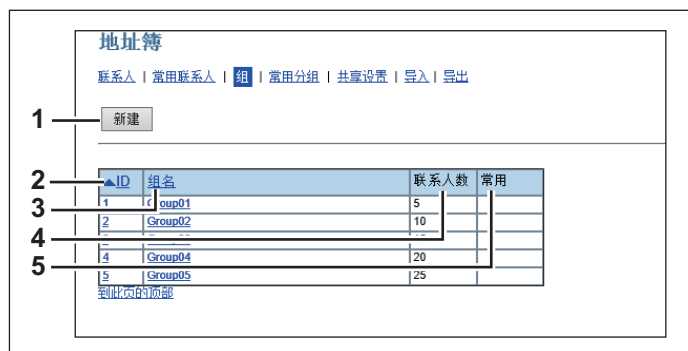 地址簿
联系人 | 常用联系人 | 组 | 常用分组 | 共享设置 | 导入 | 导出
1 新建
2 ▲ID 组名 联系人数 常用
3 1 Group01 5
2 Group02 10
4
4 Group04 20
5 5 Group05 25
到此页的顶部